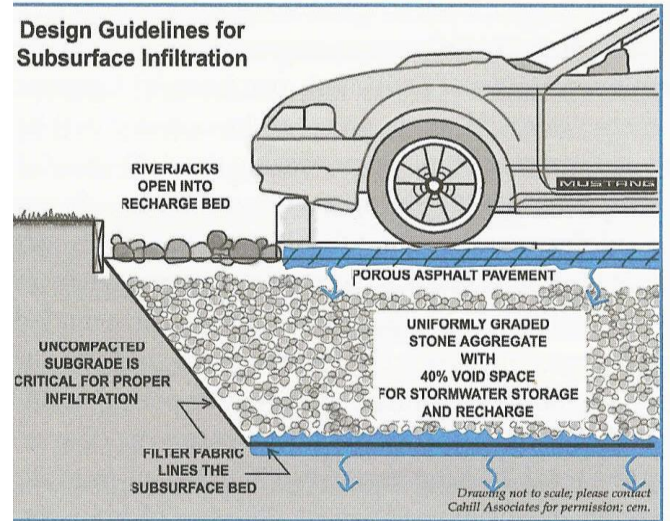 Design Guidelines for
Subsurface Infiltration
RIVERJACKS
OPEN INTO
RECHARGE BED
MUSTANG
POROUS ASPHALT PAVEMENT
UNIFORMLY GRADED
STONE AGGREGATE
WITH
40% VOID SPACE
FOR STORMWATER STORAGE
AND RECHARGE
UNCOMPACTED
SUBGRADE IS
CRITICAL FOR PROPER
INFILTRATION
FILTER FABRIC
LINES THE
SUBSURFACE BED
Drawing not to scale; please contact
Cahill Associates for permission; cem.